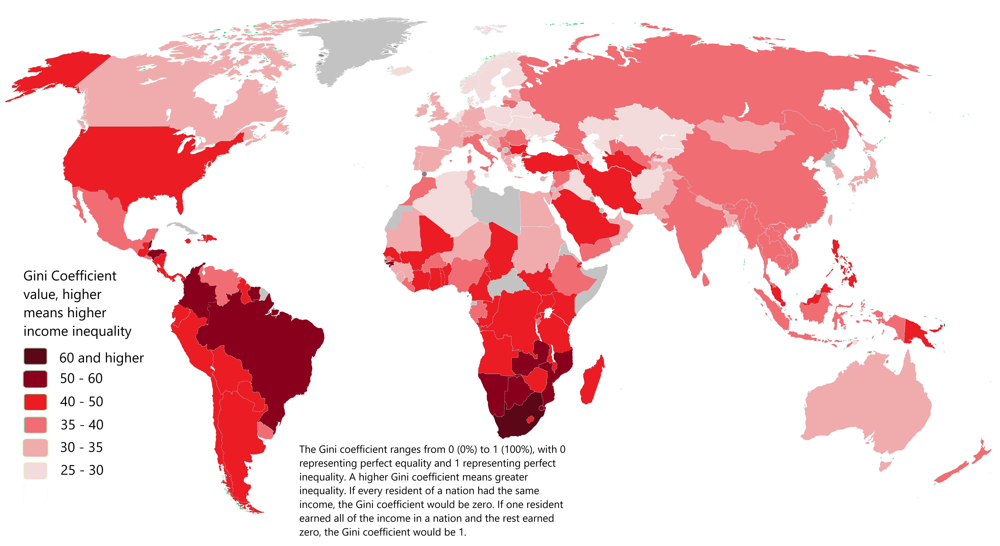 Gini Coefficient
value, higher
means higher
income inequality
60 and higher
50 - 60
40 - 50
35 - 40
30 - 35
25 - 30
The Gini coefficient ranges from 0 (0%) to 1 (100%), with 0
representing perfect equality and 1 representing perfect
inequality. A higher Gini coefficient means greater
inequality. If every resident of a nation had the same
income, the Gini coefficient would be zero. If one resident
earned all of the income in a nation and the rest earned
zero, the Gini coefficient would be 1.